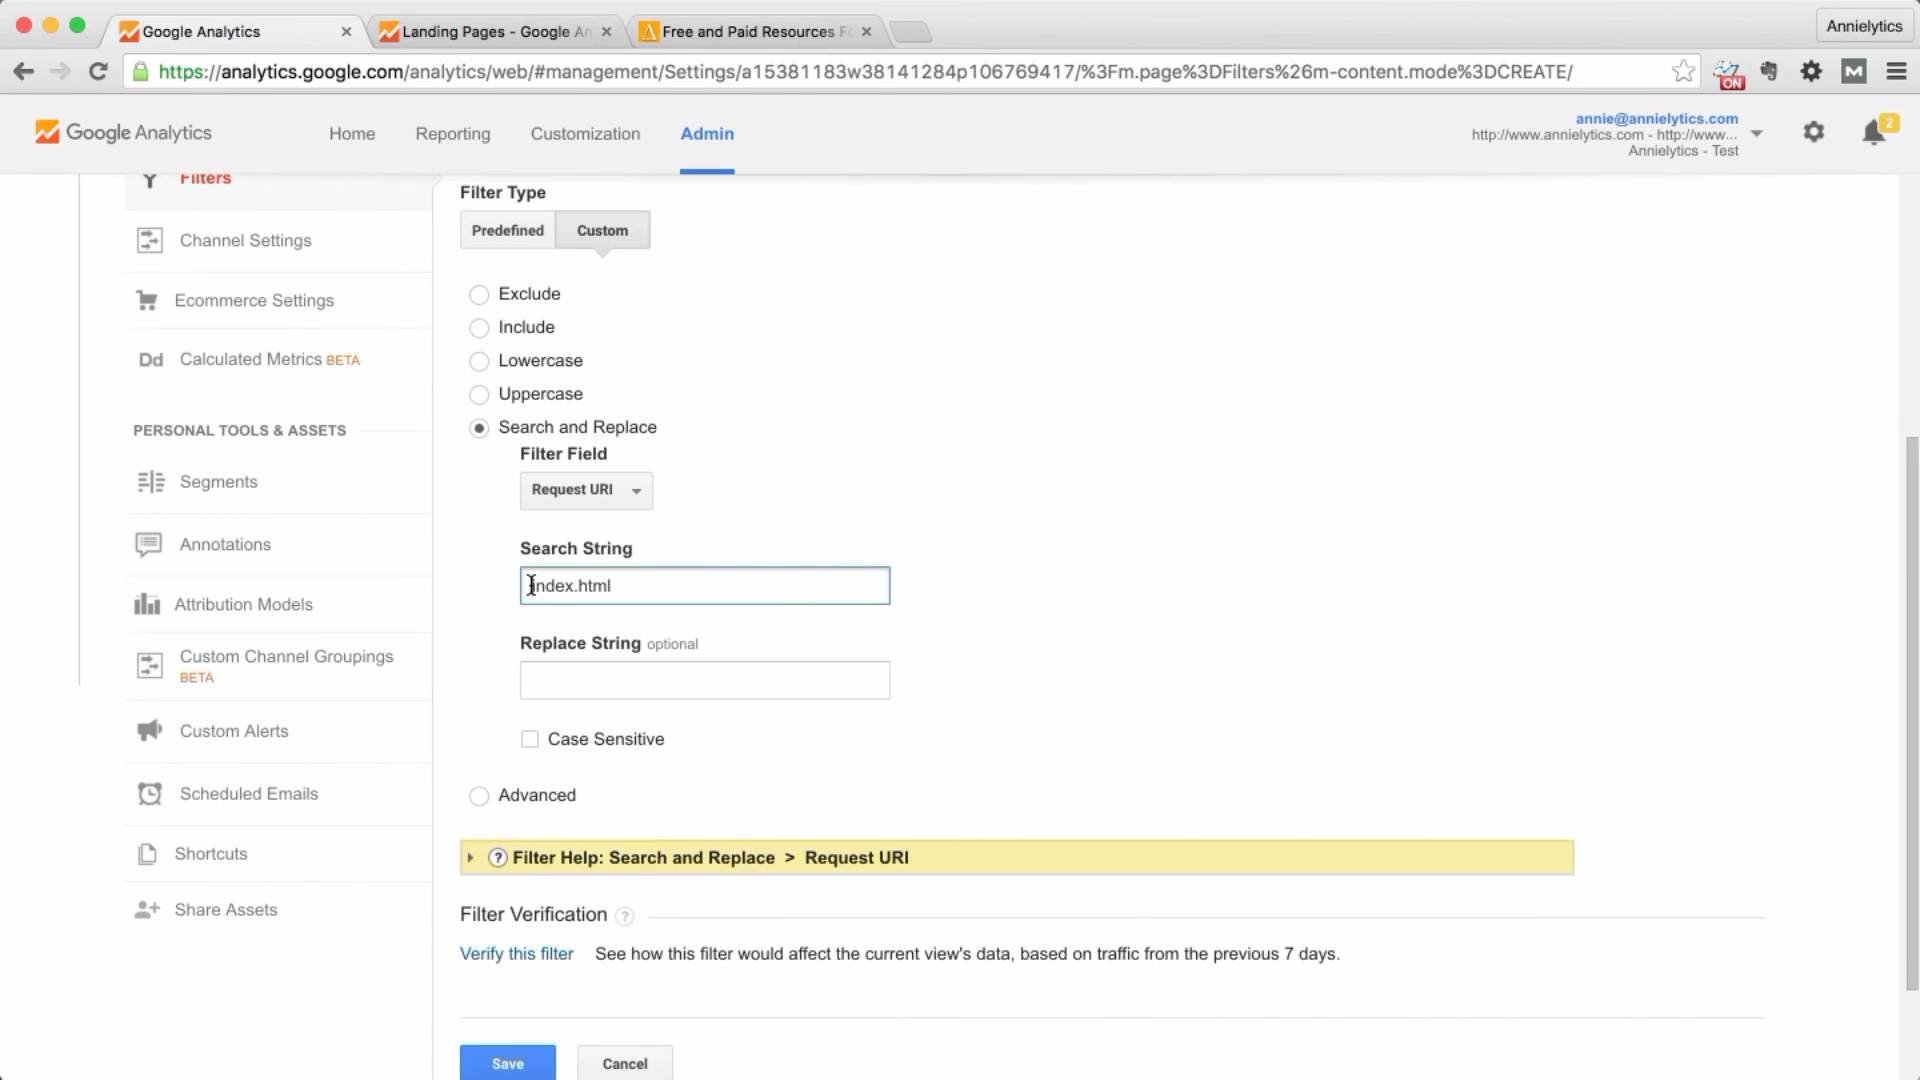 Google Analytics
Landing Pages - Google An
Free and Paid Resources Fo
Annielytics
https://analytics.google.com/analytics/web/#management/Settings/a15381183w38141284p106769417/%3Fm.page%3DFilters%26m-content.mode%3DCREATE/
ON
M
Google Analytics
Home
Reporting
Customization
Admin
annie@annielytics.com
http://www.annielytics.com - http://www...
Annielytics - Test
2
Filters
Channel Settings
Ecommerce Settings
Dd Calculated Metrics BETA
PERSONAL TOOLS & ASSETS
Segments
Annotations
Attribution Models
Custom Channel Groupings
BETA
Custom Alerts
Scheduled Emails
Shortcuts
Share Assets
Filter Type
Predefined
Custom
Exclude
Include
Lowercase
Uppercase
Search and Replace
Filter Field
Request URI
Search String
index.html
Replace String optional
Case Sensitive
Advanced
? Filter Help: Search and Replace > Request URI
Filter Verification ?
Verify this filter See how this filter would affect the current view's data, based on traffic from the previous 7 days.
Save
Cancel